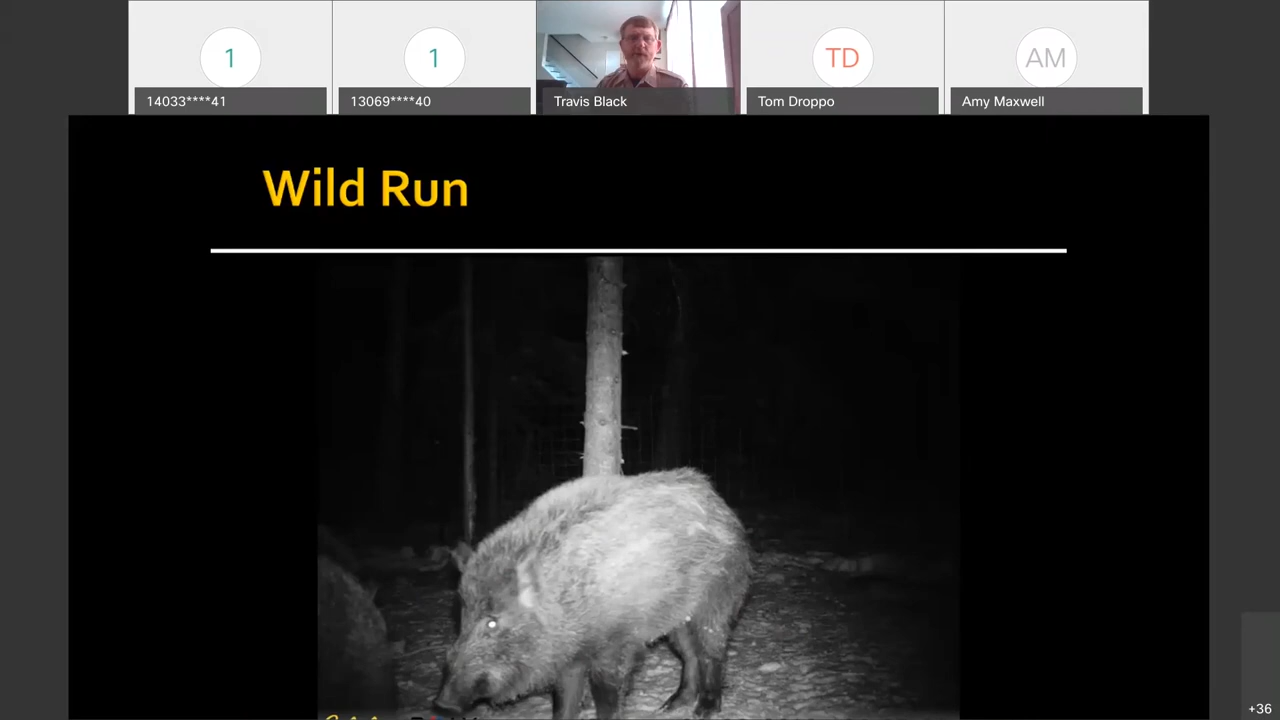 1
1
TD
AM
14033****41
13069****40
Travis Black
Tom Droppo
Amy Maxwell
Wild Run
+36